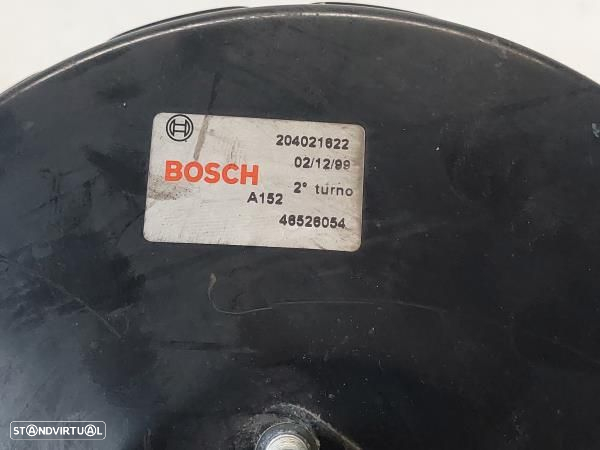 204021622
02/12/99
BOSCH
2° turno
A152
46526054
STANDVIRTUAL